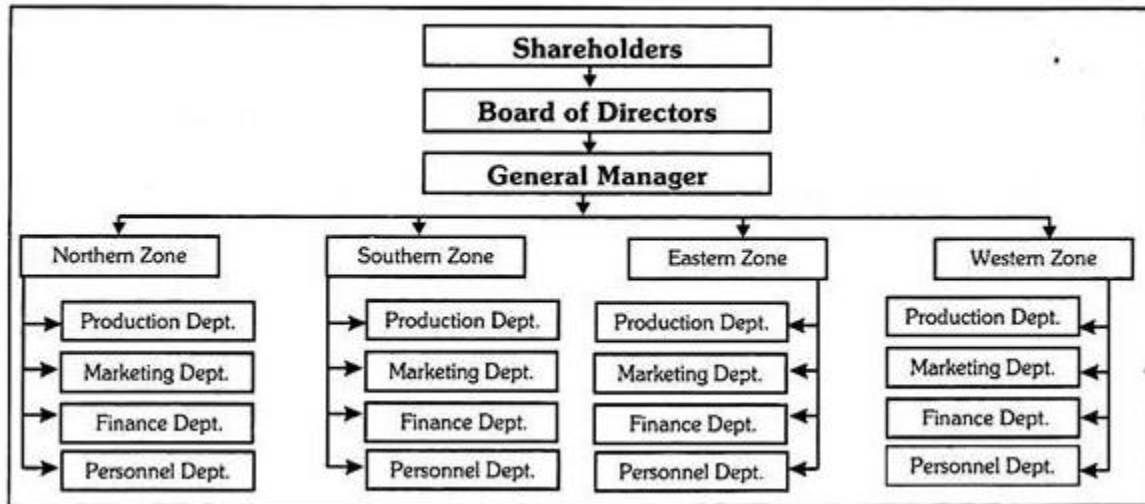 Shareholders
Board of Directors
General Manager
Northern Zone
Southern Zone
Eastern Zone
Western Zone
Production Dept.
Marketing Dept.
Finance Dept.
Personnel Dept.
Production Dept.
Marketing Dept.
Finance Dept.
Personnel Dept.
Production Dept.
Marketing Dept.
Finance Dept.
Personnel Dept.
Production Dept.
Marketing Dept.
Finance Dept.
Personnel Dept.